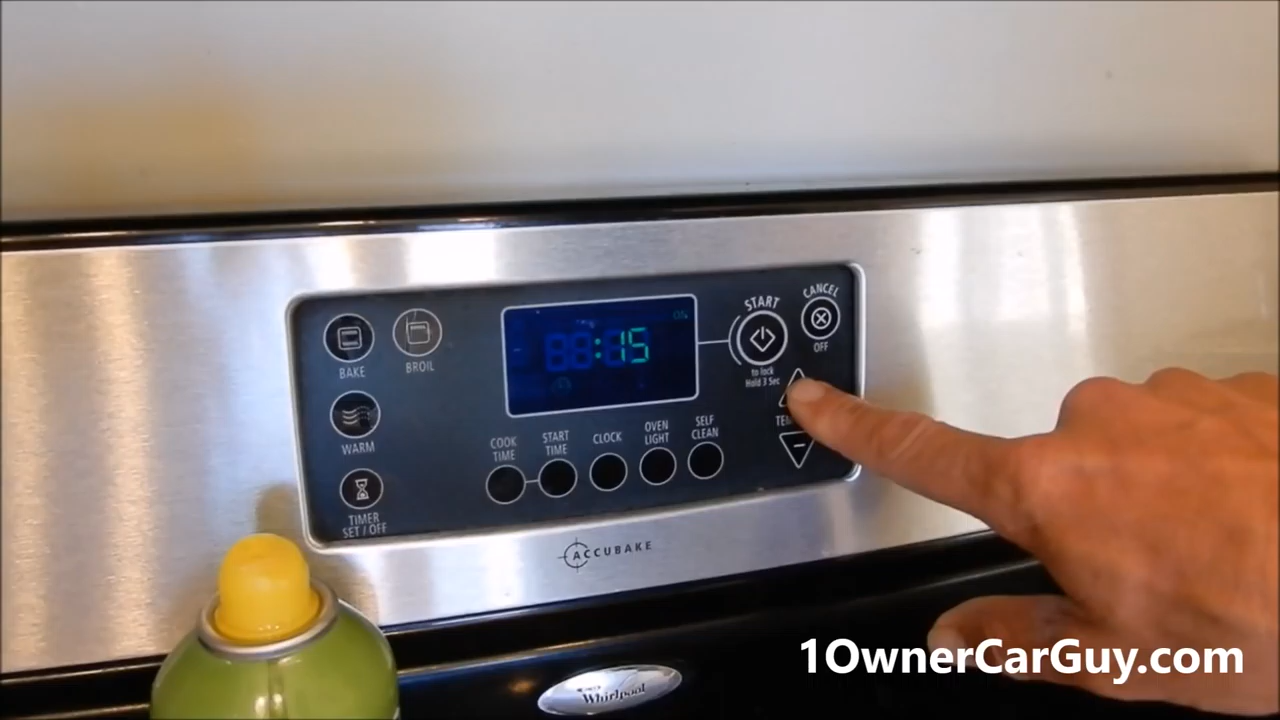 START
CANCEL
ON
:15
BAKE
BROIL
OFF
to lock
Hold 3 Sec
WARM
COOK
TIME
START
TIME
CLOCK
OVEN
LIGHT
SELF
CLEAN
TIMER
SET / OFF
ACCUBAKE
Whirlpool
1OwnerCarGuy.com